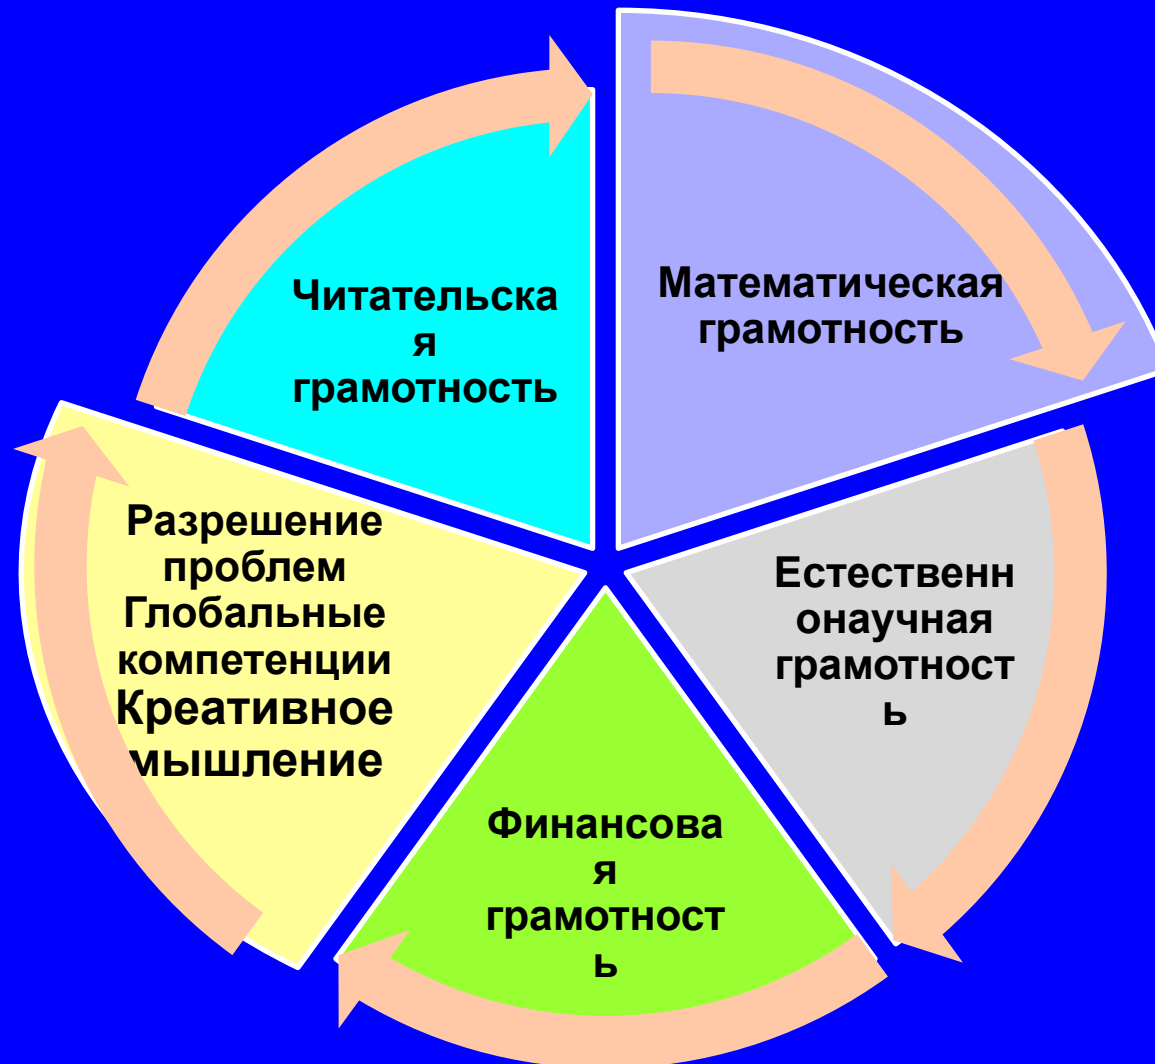 Читательска
я
грамотность
Математическая
грамотность
Естественн
онаучная
грамотност
ь
Финансова
я
грамотност
ь
Разрешение
проблем
Глобальные
компетенции
Креативное
мышление